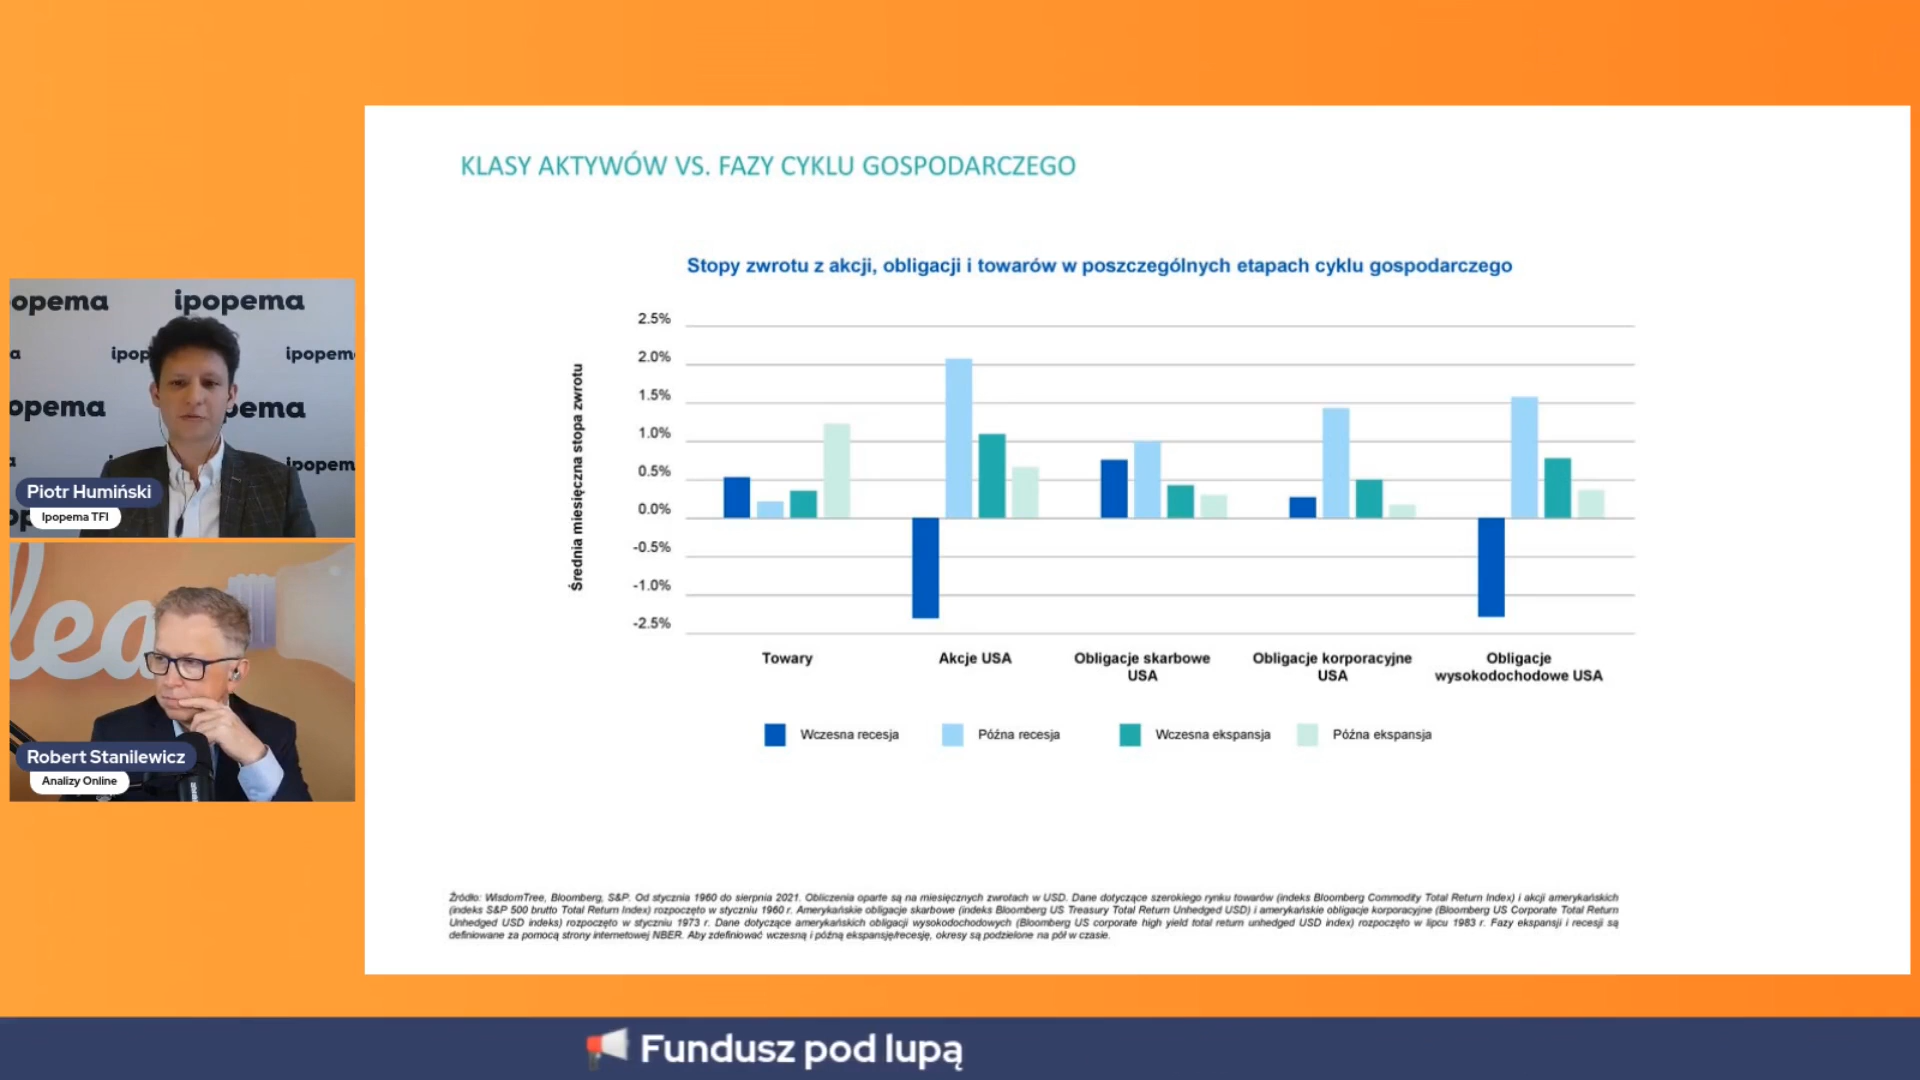 KLASY AKTYWÓW VS. FAZY CYKLU GOSPODARCZEGO
Stopy zwrotu z akcji, obligacji i towarów w poszczególnych etapach cyklu gospodarczego
Średnia miesięczna stopa zwrotu
2.5%
2.0%
1.5%
1.0%
0.5%
0.0%
-0.5%
-1.0%
-2.5%
Towary
Akcje USA
Obligacje skarbowe
USA
Obligacje korporacyjne
USA
Obligacje
wysokodochodowe USA
Wczesna recesja
Późna recesja
Wczesna ekspansja
Późna ekspansja
Źródło: WisdomTree, Bloomberg, S&P. Od stycznia 1960 do sierpnia 2021. Obliczenia oparte są na miesięcznych zwrotach w USD. Dane dotyczące szerokiego rynku towarów (indeks Bloomberg Commodity Total Return Index) i akcji amerykańskich
(indeks S&P 500 brutto Total Return Index) rozpoczęto w styczniu 1960 r. Amerykańskie obligacje skarbowe (indeks Bloomberg US Treasury Total Return Unhedged USD) i amerykańskie obligacje korporacyjne (Bloomberg US Corporate Total Return
Unhedged USD indeks) rozpoczęto w styczniu 1973 r. Dane dotyczące amerykańskich obligacji wysokodochodowych (Bloomberg US corporate high yield total return unhedged USD index) rozpoczęto w lipcu 1983 r. Fazy ekspansji i recesji są
definiowane za pomocą strony internetowej NBER. Aby zdefiniować wczesną i późną ekspansję/recesję, okresy są podzielone na pół w czasie.
opema ipopema
a ipop ipopem
opema pema
ipopem
Piotr Humiński
Ipopema TFI
dea
Robert Stanilewicz
Analizy Online
Fundusz pod lupą